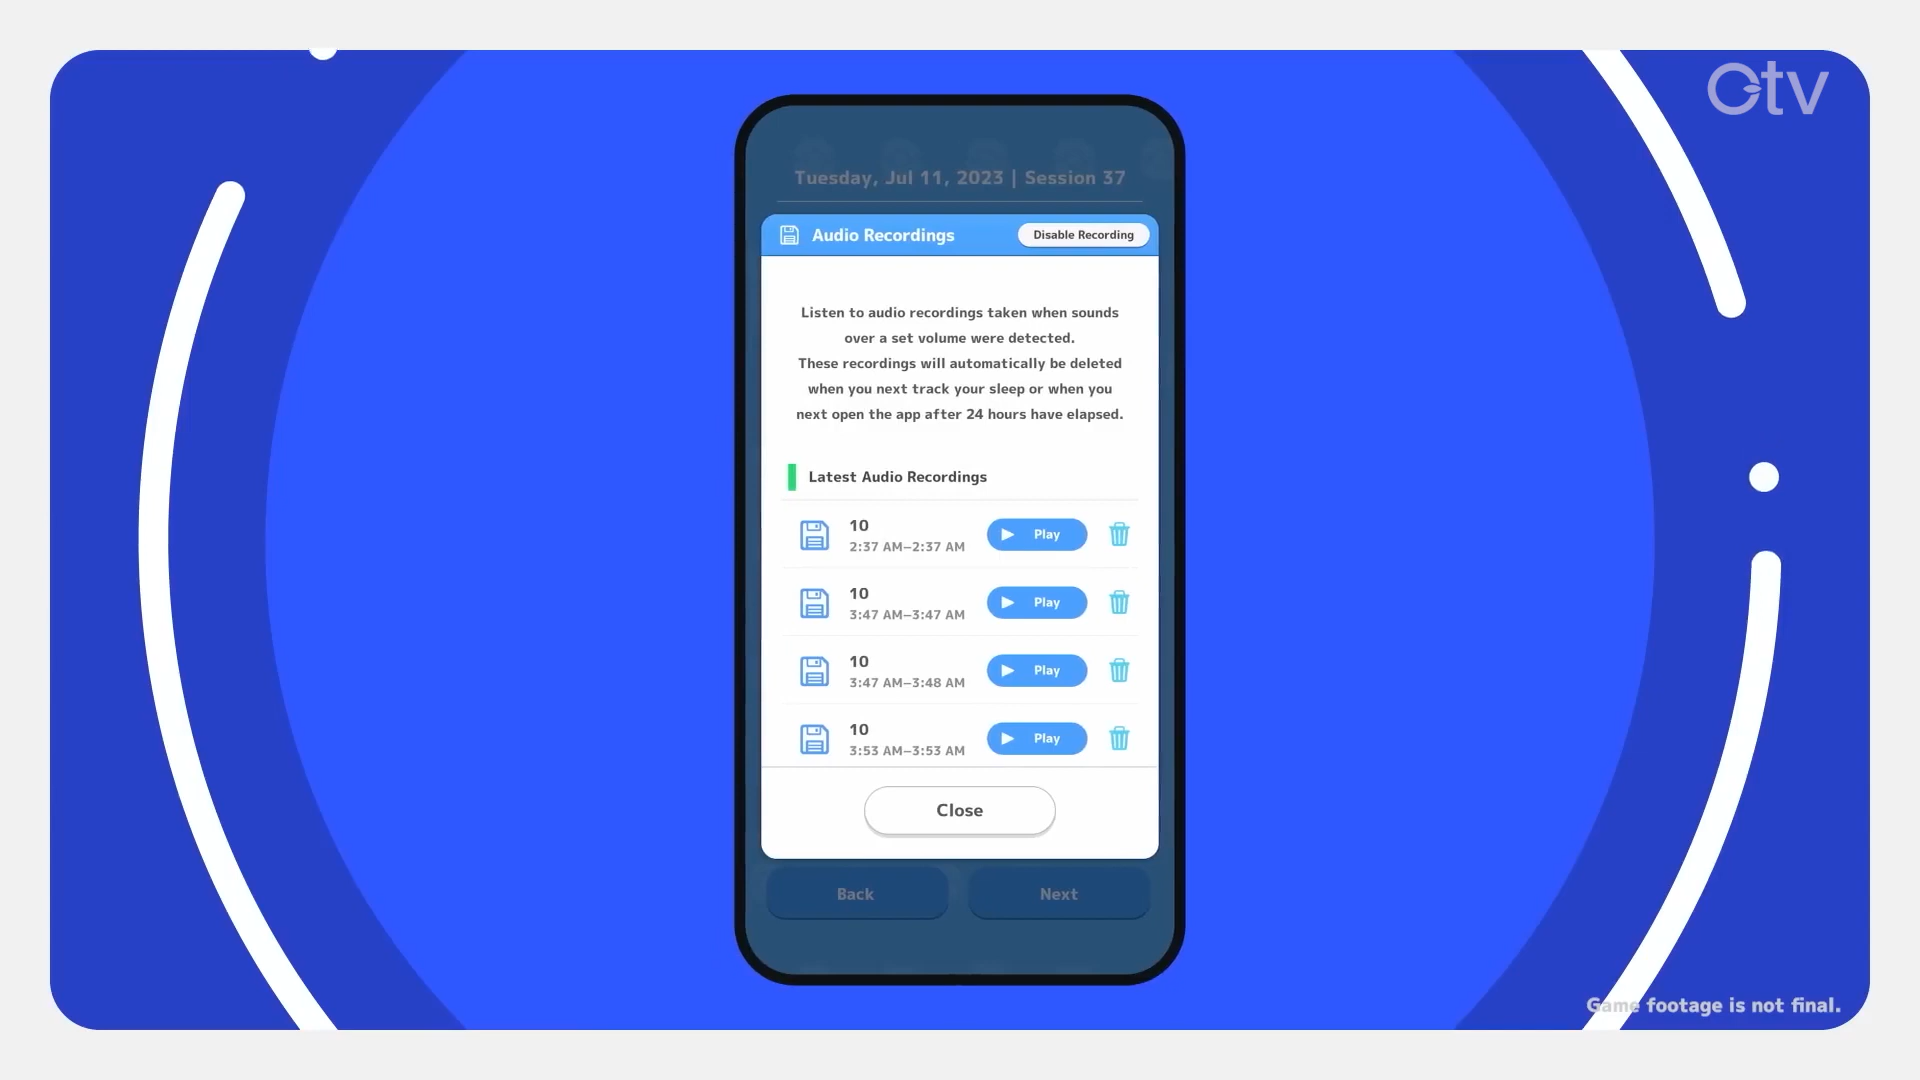 Otv
Tuesday, Jul 11, 2023 | Session 37
Audio Recordings
Disable Recording
Listen to audio recordings taken when sounds
over a set volume were detected.
These recordings will automatically be deleted
when you next track your sleep or when you
next open the app after 24 hours have elapsed.
Latest Audio Recordings
10
2:37 AM–2:37 AM
Play
10
3:47 AM–3:47 AM
Play
10
3:47 AM–3:48 AM
Play
10
3:53 AM–3:53 AM
Play
Close
Back
Next
Game footage is not final.